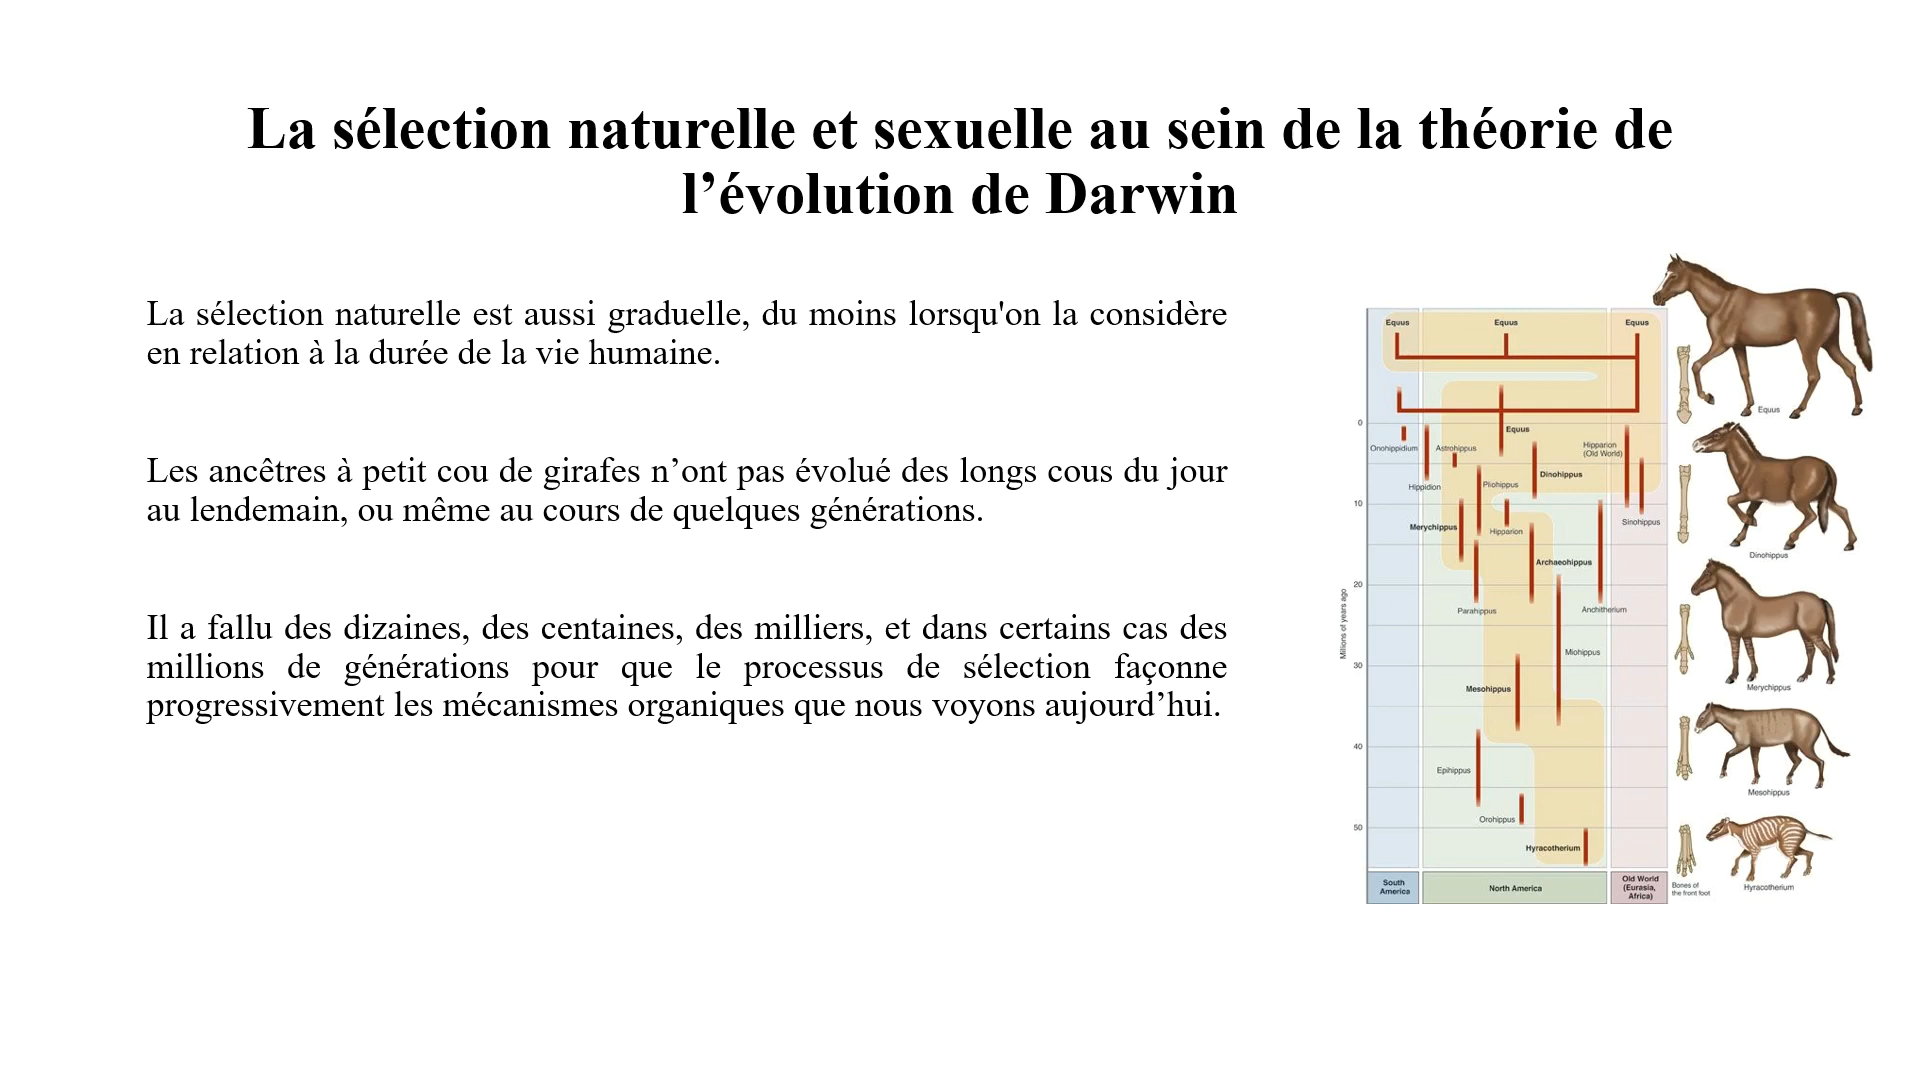 La sélection naturelle et sexuelle au sein de la théorie de
l’évolution de Darwin
La sélection naturelle est aussi graduelle, du moins lorsqu'on la considère
en relation à la durée de la vie humaine.
Les ancêtres à petit cou de girafes n’ont pas évolué des longs cous du jour
au lendemain, ou même au cours de quelques générations.
Il a fallu des dizaines, des centaines, des milliers, et dans certains cas des
millions de générations pour que le processus de sélection façonne
progressivement les mécanismes organiques que nous voyons aujourd’hui.
Equus
Equus
Equus
Equus
0
Equus
Onohippidium
Astrohippus
Hipparion
(Old World)
Dinohippus
Hippidion
Pliohippus
10
Sinohippus
Merychippus
Hipparion
Dinohippus
Archaeohippus
20
Parahippus
Anchitherium
Millions of years ago
Miohippus
30
Mesohippus
Merychippus
40
Epihippus
Mesohippus
Orohippus
50
Hyracotherium
South
America
North America
Old World
(Eurasia,
Africa)
Bones of
the front foot
Hyracotherium